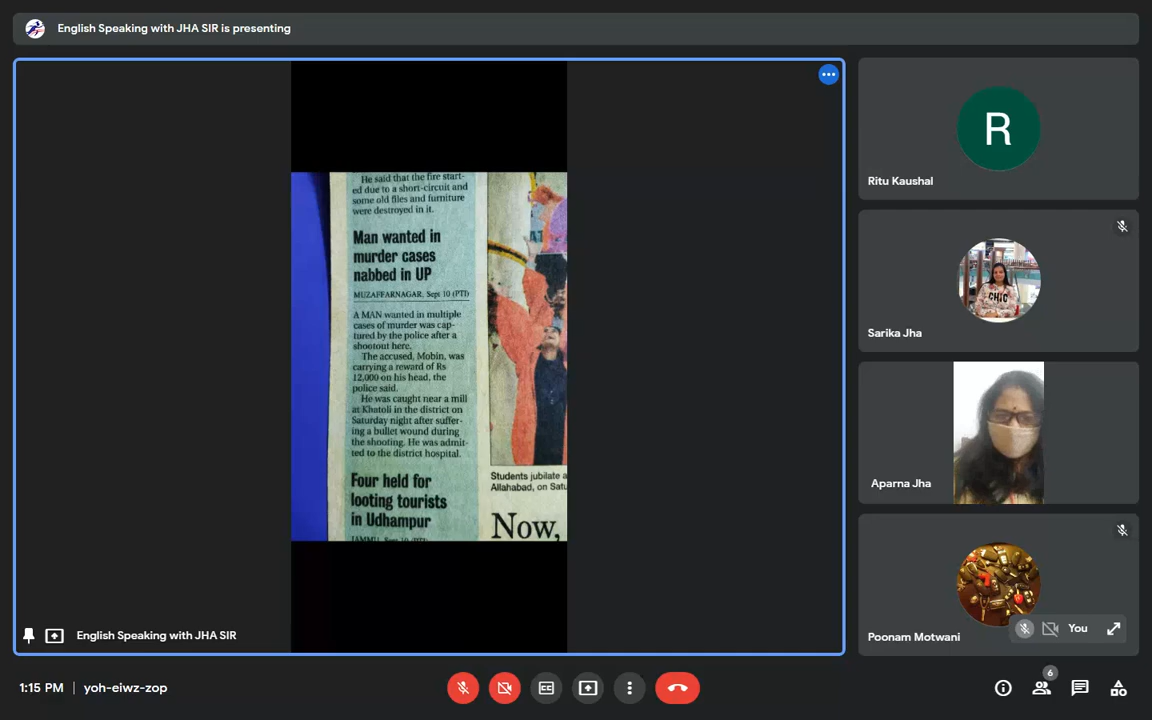 English Speaking with JHA SIR is presenting
He said that the fire start-
ed due to a short-circuit and
some old files and furniture
were destroyed in it.
Man wanted in
murder cases
nabbed in UP
MUZAFFARNAGAR, Sept 10 (PTI)
A MAN wanted in multiple
cases of murder was cap-
tured by the police after a
shootout here.
The accused, Mobin, was
carrying a reward of Rs
12,000 on his head, the
police said.
He was caught near a mill
at Khatoli in the district on
Saturday night after suffer-
ing a bullet wound during
the shooting. He was admit-
ted to the district hospital.
Four held for
looting tourists
in Udhampur
JAMMU, Sept 10 (PTI)
Students jubilate
Allahabad, on
Now,
English Speaking with JHA SIR
R
Ritu Kaushal
CHIC
Sarika Jha
Aparna Jha
Poonam Motwani
You
1:15 PM | yoh-eiwz-zop
CC
6